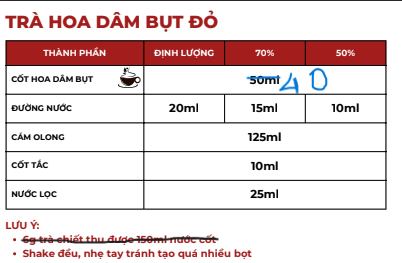 TRÀ HOA DÂM BỤT ĐỎ
THÀNH PHẦN ĐỊNH LƯỢNG 70% 50%
CỐT HOA DÂM BỤT 50ml 40
ĐƯỜNG NƯỚC 20ml 15ml 10ml
CÁM OLONG 125ml
CỐT TẮC 10ml
NƯỚC LỌC 25ml
LƯU Ý:
• 6g trà chiết thu được 150ml nước cốt
• Shake đều, nhẹ tay tránh tạo quá nhiều bọt